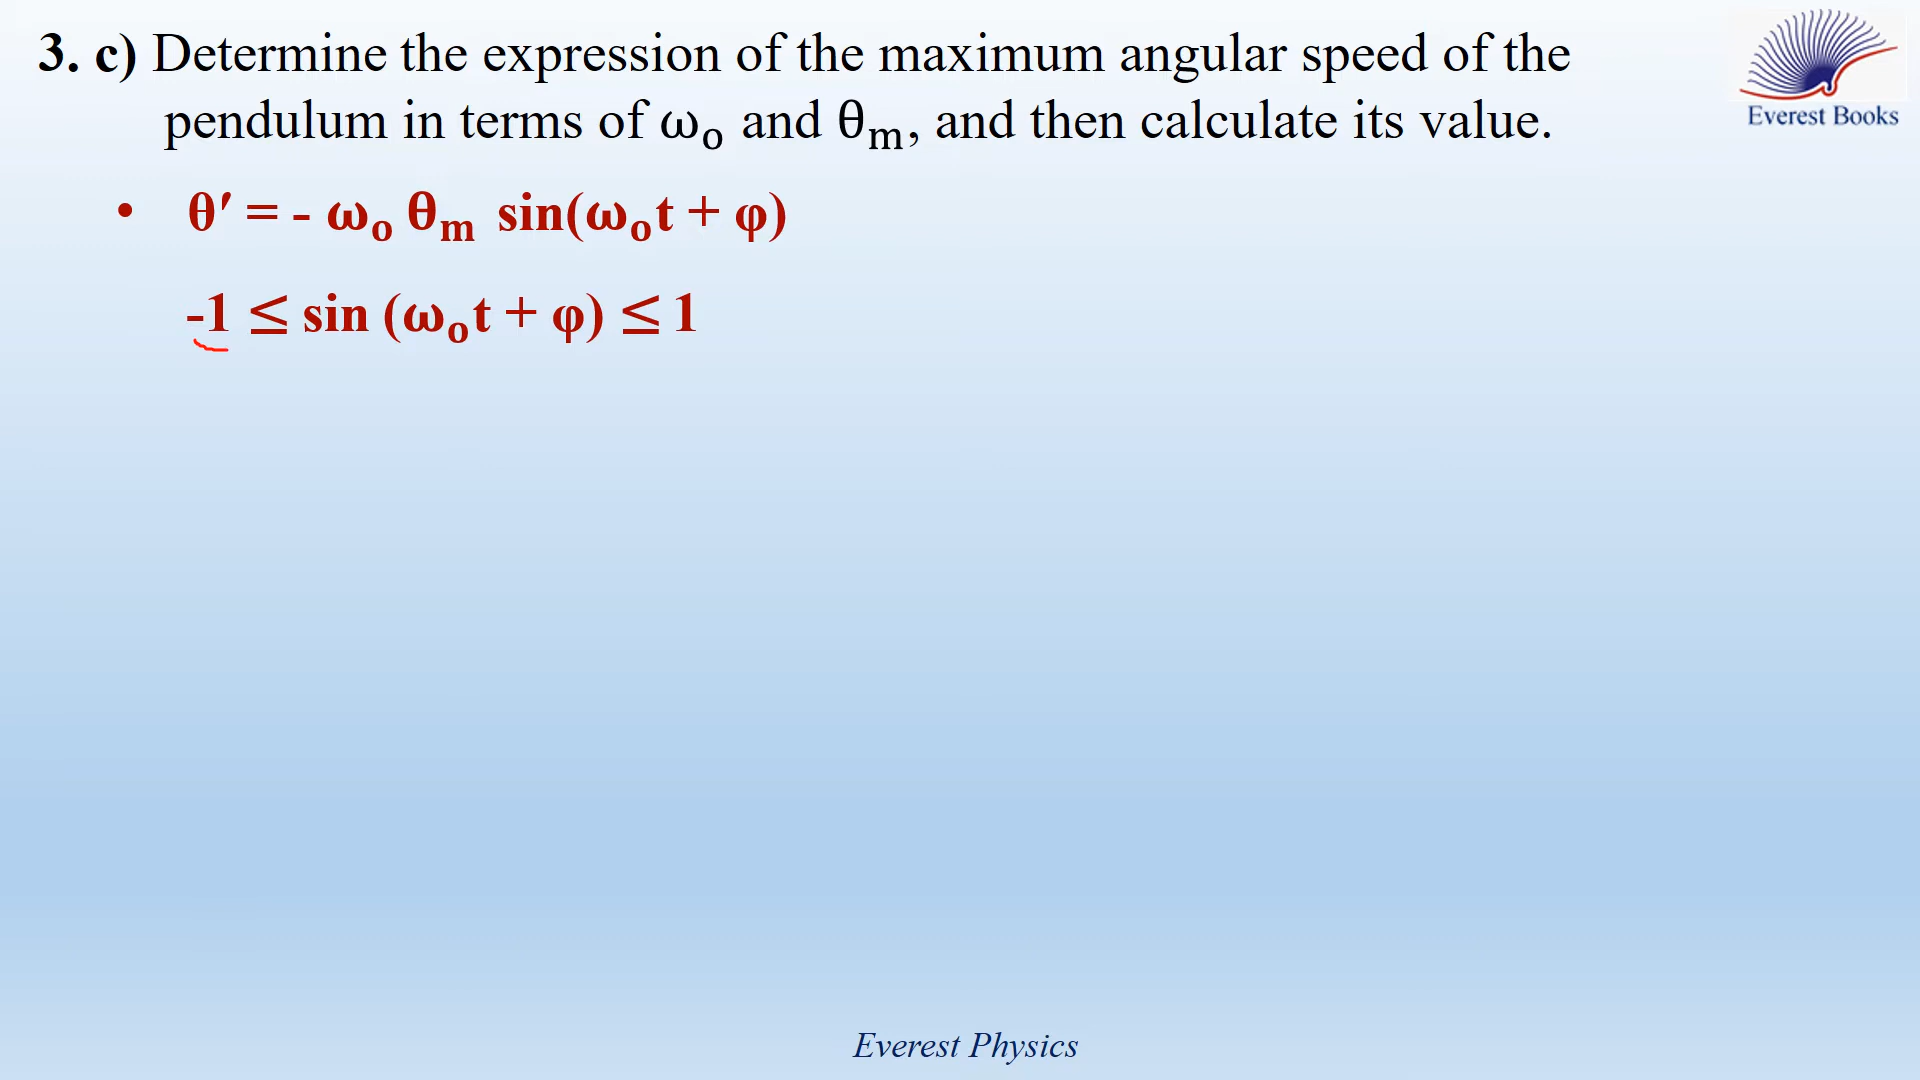 3. c) Determine the expression of the maximum angular speed of the
pendulum in terms of ωₒ and θₘ, and then calculate its value.
Everest Books
• θ′ = - ωₒ θₘ sin(ωₒt + φ)
-1 ≤ sin (ωₒt + φ) ≤ 1
Everest Physics